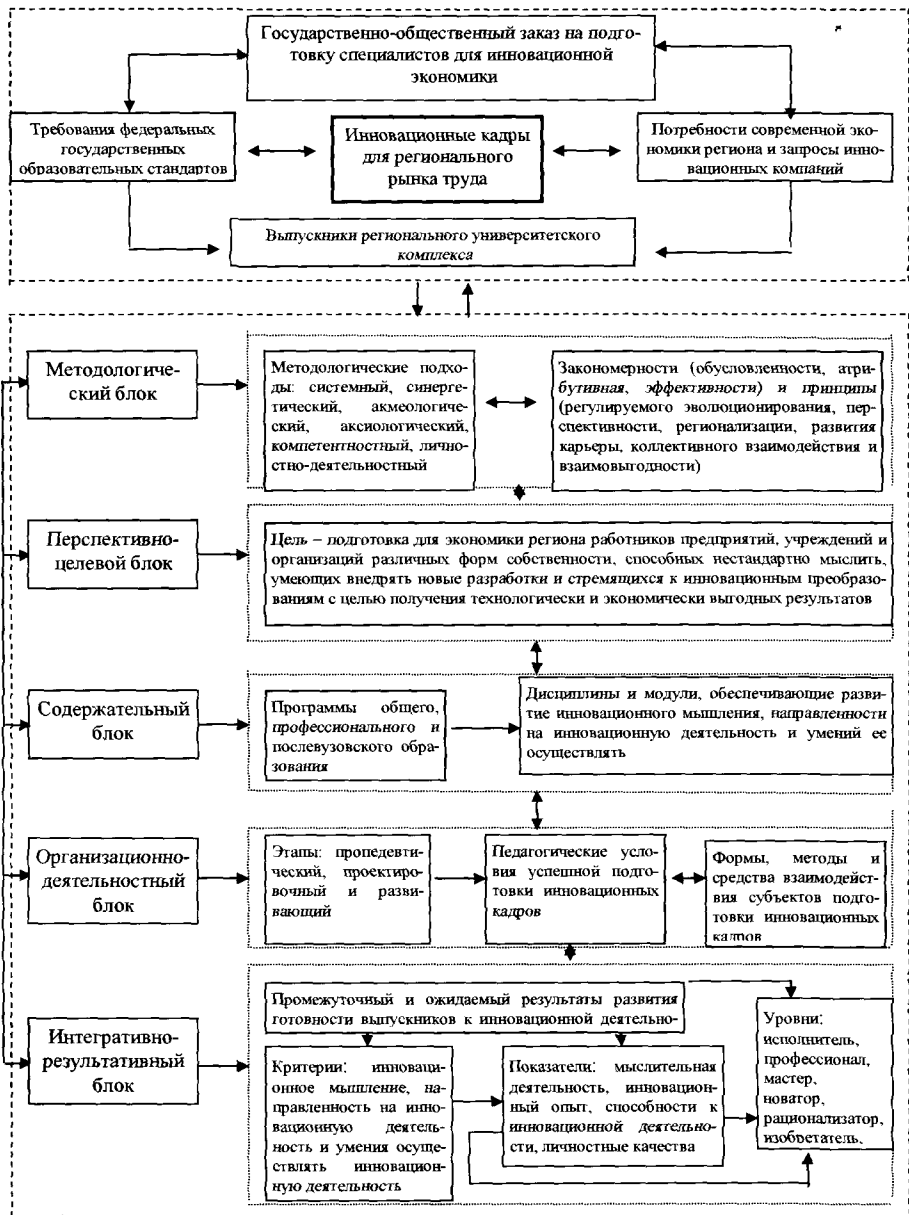 Государственно-общественный заказ на подго-
товку специалистов для инновационной
экономики
Требования федеральных
государственных
образовательных стандартов
Инновационные кадры
для регионального
рынка труда
Потребности современной эко-
номики региона и запросы инно-
вационных компаний
Выпускники регионального университетского
комплекса
Методологиче-
ский блок
Методологические подхо-
ды: системный, синерге-
тический, акмеологиче-
ский, аксиологический,
компетентностный, лично-
стно-деятельностный
Закономерности (обусловленности, атри-
бутивная, эффективности) и принципы
(регулируемого эволюционирования, пер-
спективности, регионализации, развития
карьеры, коллективного взаимодействия и
взаимовыгодности)
Перспективно-
целевой блок
Цель – подготовка для экономики региона работников предприятий, учреждений и
организаций различных форм собственности, способных нестандартно мыслить,
умеющих внедрять новые разработки и стремящихся к инновационным преобразо-
ваниям с целью получения технологически и экономически выгодных результатов
Содержательный
блок
Программы общего,
профессионального и
послевузовского обра-
зования
Дисциплины и модули, обеспечивающие разви-
тие инновационного мышления, направленности
на инновационную деятельность и умений ее
осуществлять
Организационно-
деятельностный
блок
Этапы: пропедевти-
ческий, проектиро-
вочный и разви-
вающий
Педагогические усло-
вия успешной подго-
товки инновационных
кадров
Формы, методы и
средства взаимодейст-
вия субъектов подго-
товки инновационных
кадров
Интегративно-
результативный
блок
Промежуточный и ожидаемый результаты развития
готовности выпускников к инновационной деятельно-
Критерии: инноваци-
онное мышление, на-
правленность на инно-
вационную деятель-
ность и умения осуще-
ствлять инновацион-
ную деятельность
Показатели: мыслительная
деятельность, инновацион-
ный опыт, способности к
инновационной деятельно-
сти, личностные качества
Уровни:
исполнитель,
профессионал,
мастер,
новатор,
рационализатор,
изобретатель.